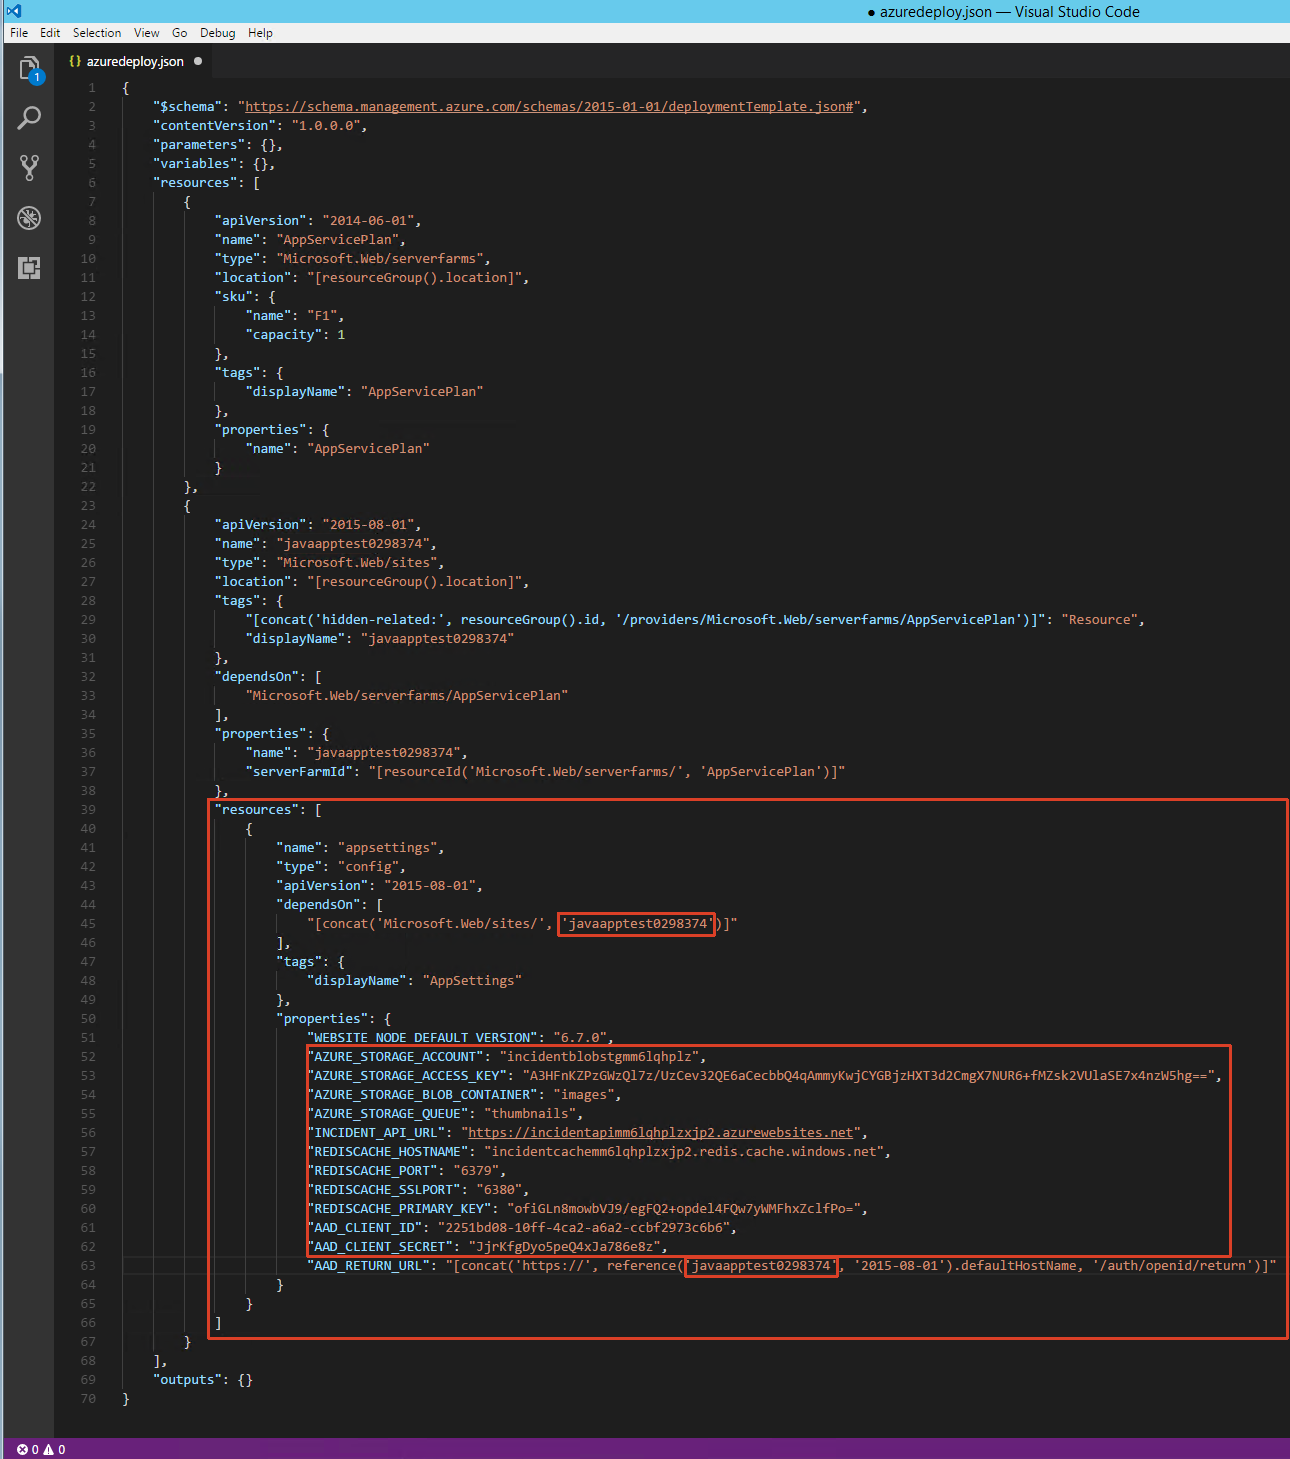 ● azuredeploy.json — Visual Studio Code
File Edit Selection View Go Debug Help
{} azuredeploy.json ●
1
1 {
2 "$schema": "https://schema.management.azure.com/schemas/2015-01-01/deploymentTemplate.json#",
3 "contentVersion": "1.0.0.0",
4 "parameters": {},
5 "variables": {},
6 "resources": [
7 {
8 "apiVersion": "2014-06-01",
9 "name": "AppServicePlan",
10 "type": "Microsoft.Web/serverfarms",
11 "location": "[resourceGroup().location]",
12 "sku": {
13 "name": "F1",
14 "capacity": 1
15 },
16 "tags": {
17 "displayName": "AppServicePlan"
18 },
19 "properties": {
20 "name": "AppServicePlan"
21 }
22 },
23 {
24 "apiVersion": "2015-08-01",
25 "name": "javaapptest0298374",
26 "type": "Microsoft.Web/sites",
27 "location": "[resourceGroup().location]",
28 "tags": {
29 "[concat('hidden-related:', resourceGroup().id, '/providers/Microsoft.Web/serverfarms/AppServicePlan')]": "Resource",
30 "displayName": "javaapptest0298374"
31 },
32 "dependsOn": [
33 "Microsoft.Web/serverfarms/AppServicePlan"
34 ],
35 "properties": {
36 "name": "javaapptest0298374",
37 "serverFarmId": "[resourceId('Microsoft.Web/serverfarms/', 'AppServicePlan')]"
38 },
39 "resources": [
40 {
41 "name": "appsettings",
42 "type": "config",
43 "apiVersion": "2015-08-01",
44 "dependsOn": [
45 "[concat('Microsoft.Web/sites/', 'javaapptest0298374')]"
46 ],
47 "tags": {
48 "displayName": "AppSettings"
49 },
50 "properties": {
51 "WEBSITE_NODE_DEFAULT_VERSION": "6.7.0",
52 "AZURE_STORAGE_ACCOUNT": "incidentblobstgmm6lqhplz",
53 "AZURE_STORAGE_ACCESS_KEY": "A3HFnKZPzGWzQl7z/UzCev32QE6aCecbbQ4qAmmyKwjCYGBjzHXT3d2CmgX7NUR6+fMZsk2VUlaSE7x4nzW5hg==",
54 "AZURE_STORAGE_BLOB_CONTAINER": "images",
55 "AZURE_STORAGE_QUEUE": "thumbnails",
56 "INCIDENT_API_URL": "https://incidentapimm6lqhplzxjp2.azurewebsites.net",
57 "REDISCACHE_HOSTNAME": "incidentcachemm6lqhplzxjp2.redis.cache.windows.net",
58 "REDISCACHE_PORT": "6379",
59 "REDISCACHE_SSLPORT": "6380",
60 "REDISCACHE_PRIMARY_KEY": "ofiGLn8mowbVJ9/egFQ2+opdel4FQw7yWMFhxZclfPo=",
61 "AAD_CLIENT_ID": "2251bd08-10ff-4ca2-a6a2-ccbf2973c6b6",
62 "AAD_CLIENT_SECRET": "JjrKfgDyo5peQ4xJa786e8z",
63 "AAD_RETURN_URL": "[concat('https://', reference('javaapptest0298374', '2015-08-01').defaultHostName, '/auth/openid/return')]"
64 }
65 }
66 ]
67 }
68 ],
69 "outputs": {}
70 }
0 0